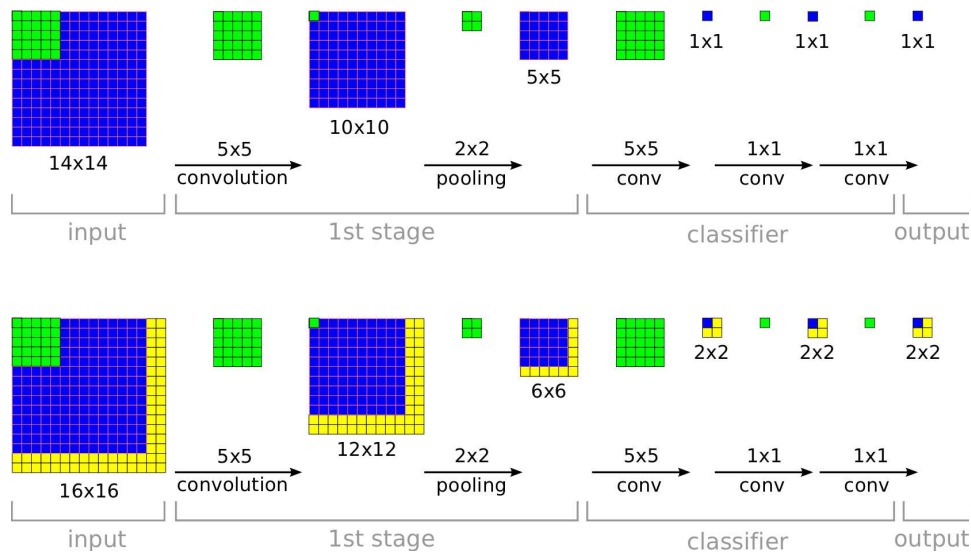 1x1 1x1 1x1
5x5
10x10
14x14
5x5 2x2 5x5 1x1 1x1
convolution pooling conv conv conv
input 1st stage classifier output
2x2 2x2 2x2
6x6
12x12
16x16
5x5 2x2 5x5 1x1 1x1
convolution pooling conv conv conv
input 1st stage classifier output